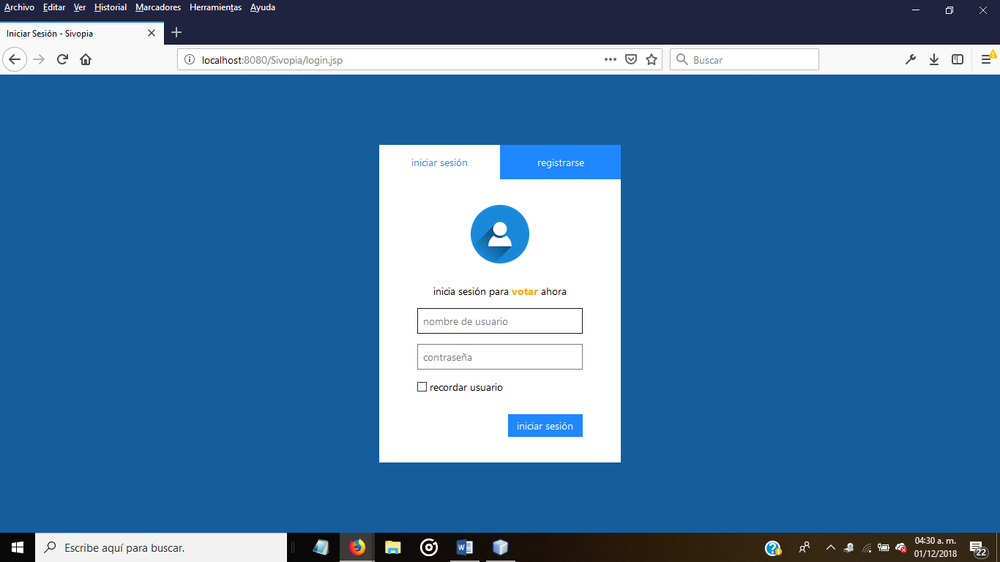 Archivo Editar Ver Historial Marcadores Herramientas Ayuda
Iniciar Sesión - Sivopia
localhost:8080/Sivopia/login.jsp
Buscar
iniciar sesión
registrarse
inicia sesión para votar ahora
nombre de usuario
contraseña
recordar usuario
iniciar sesión
Escribe aquí para buscar.
04:30 a. m.
01/12/2018
22